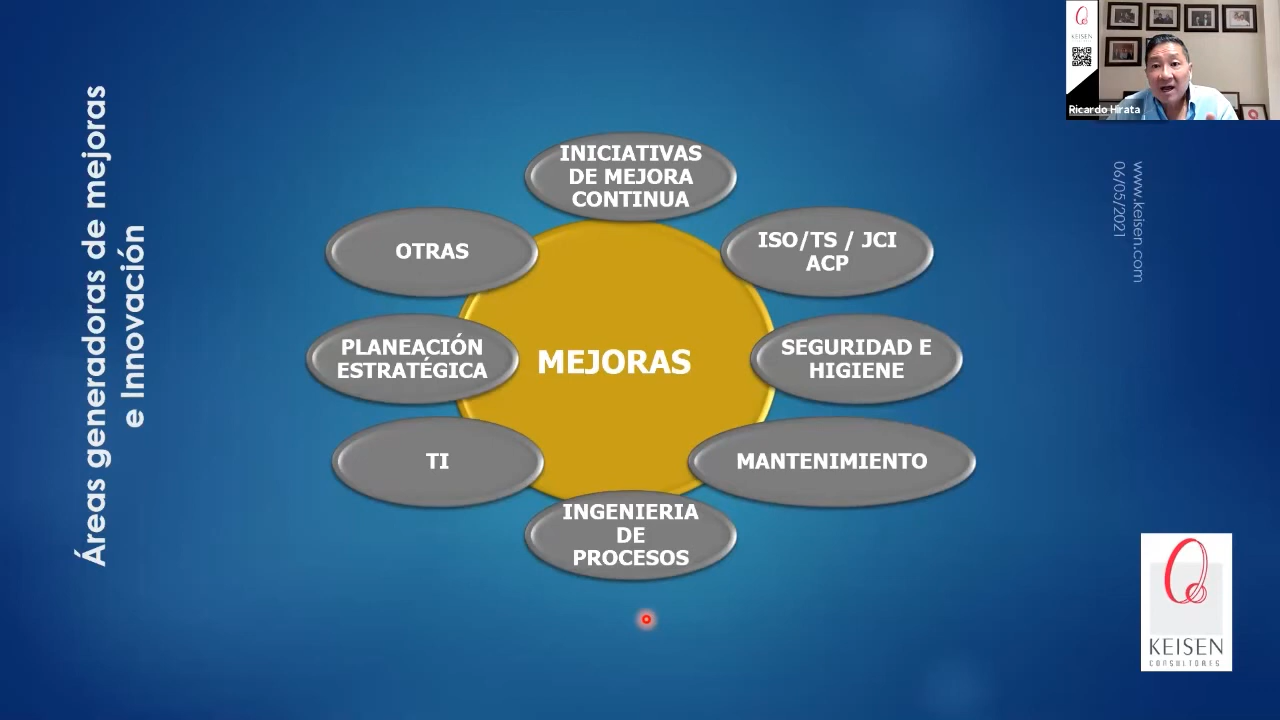 Áreas generadoras de mejoras
e Innovación
INICIATIVAS
DE MEJORA
CONTINUA
OTRAS
ISO/TS / JCI
ACP
PLANEACIÓN
ESTRATÉGICA
MEJORAS
SEGURIDAD E
HIGIENE
TI
MANTENIMIENTO
INGENIERIA
DE
PROCESOS
KEISEN
Ricardo Hirata
www.keisen.com
06/05/2021
KEISEN
CONSULTORES